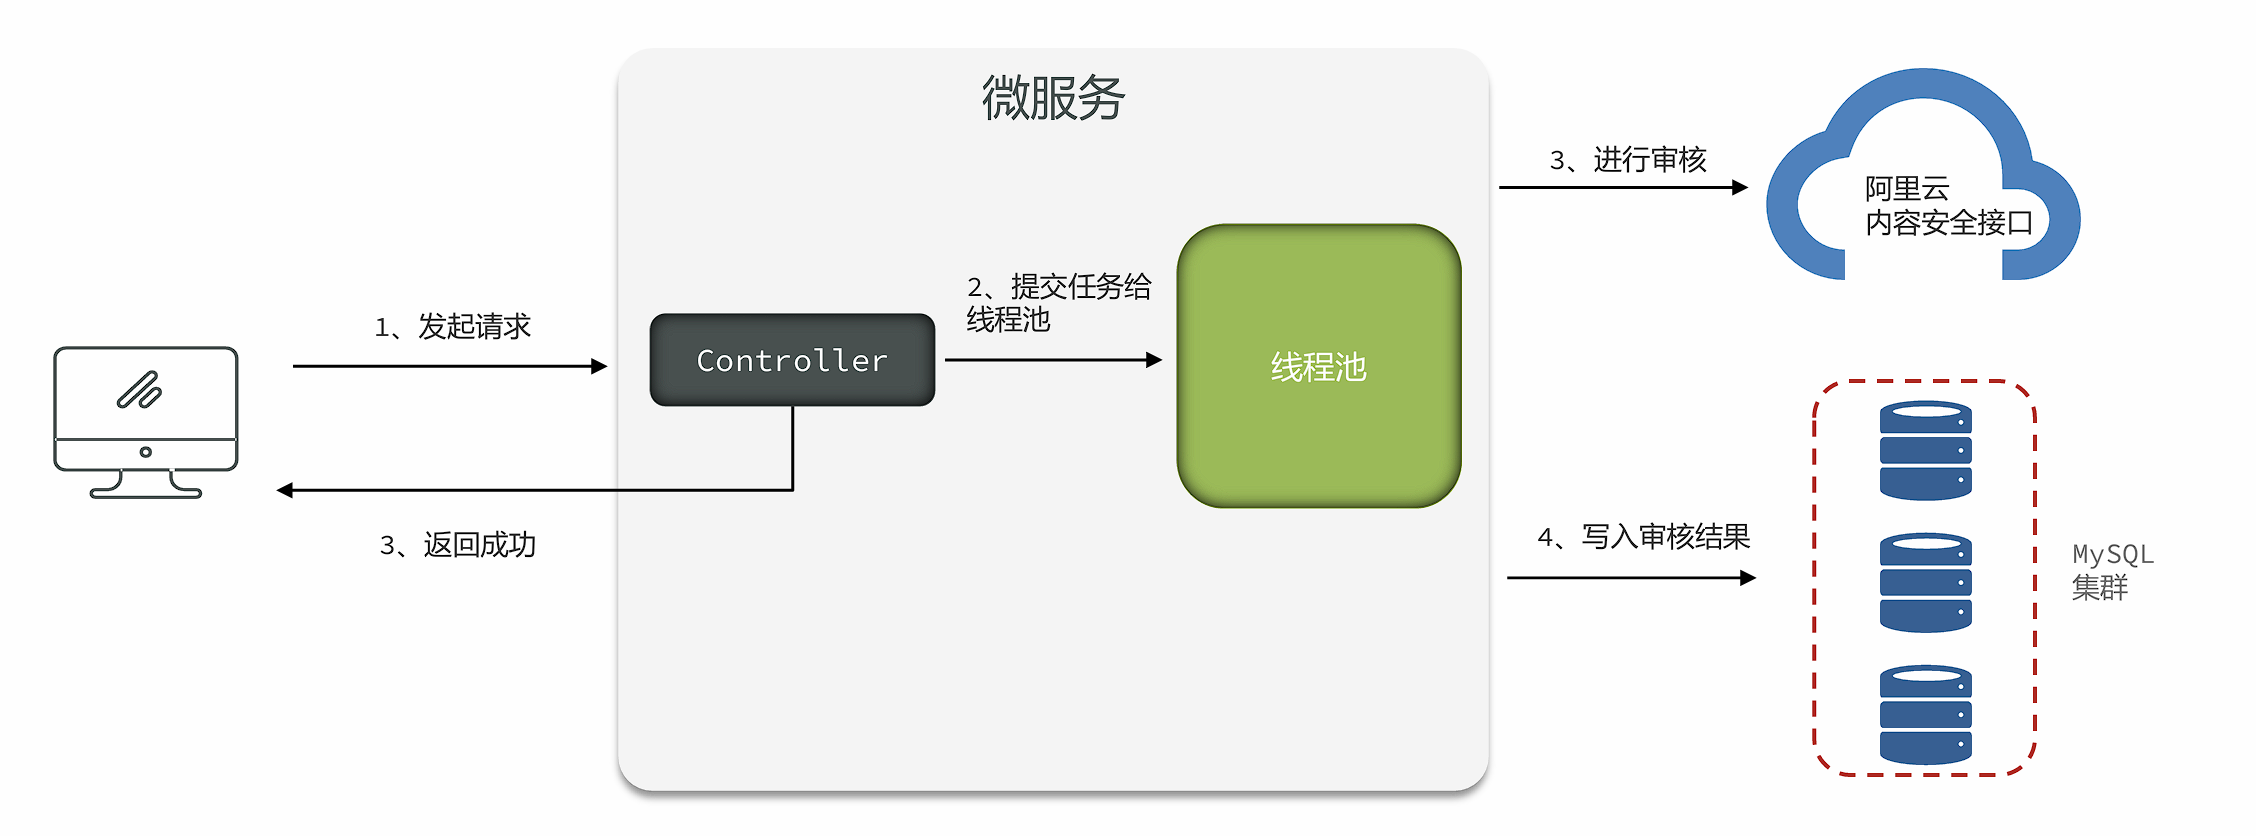 微服务
3、进行审核
阿里云
内容安全接口
2、提交任务给
线程池
1、发起请求
Controller
线程池
3、返回成功
4、写入审核结果
MySQL
集群